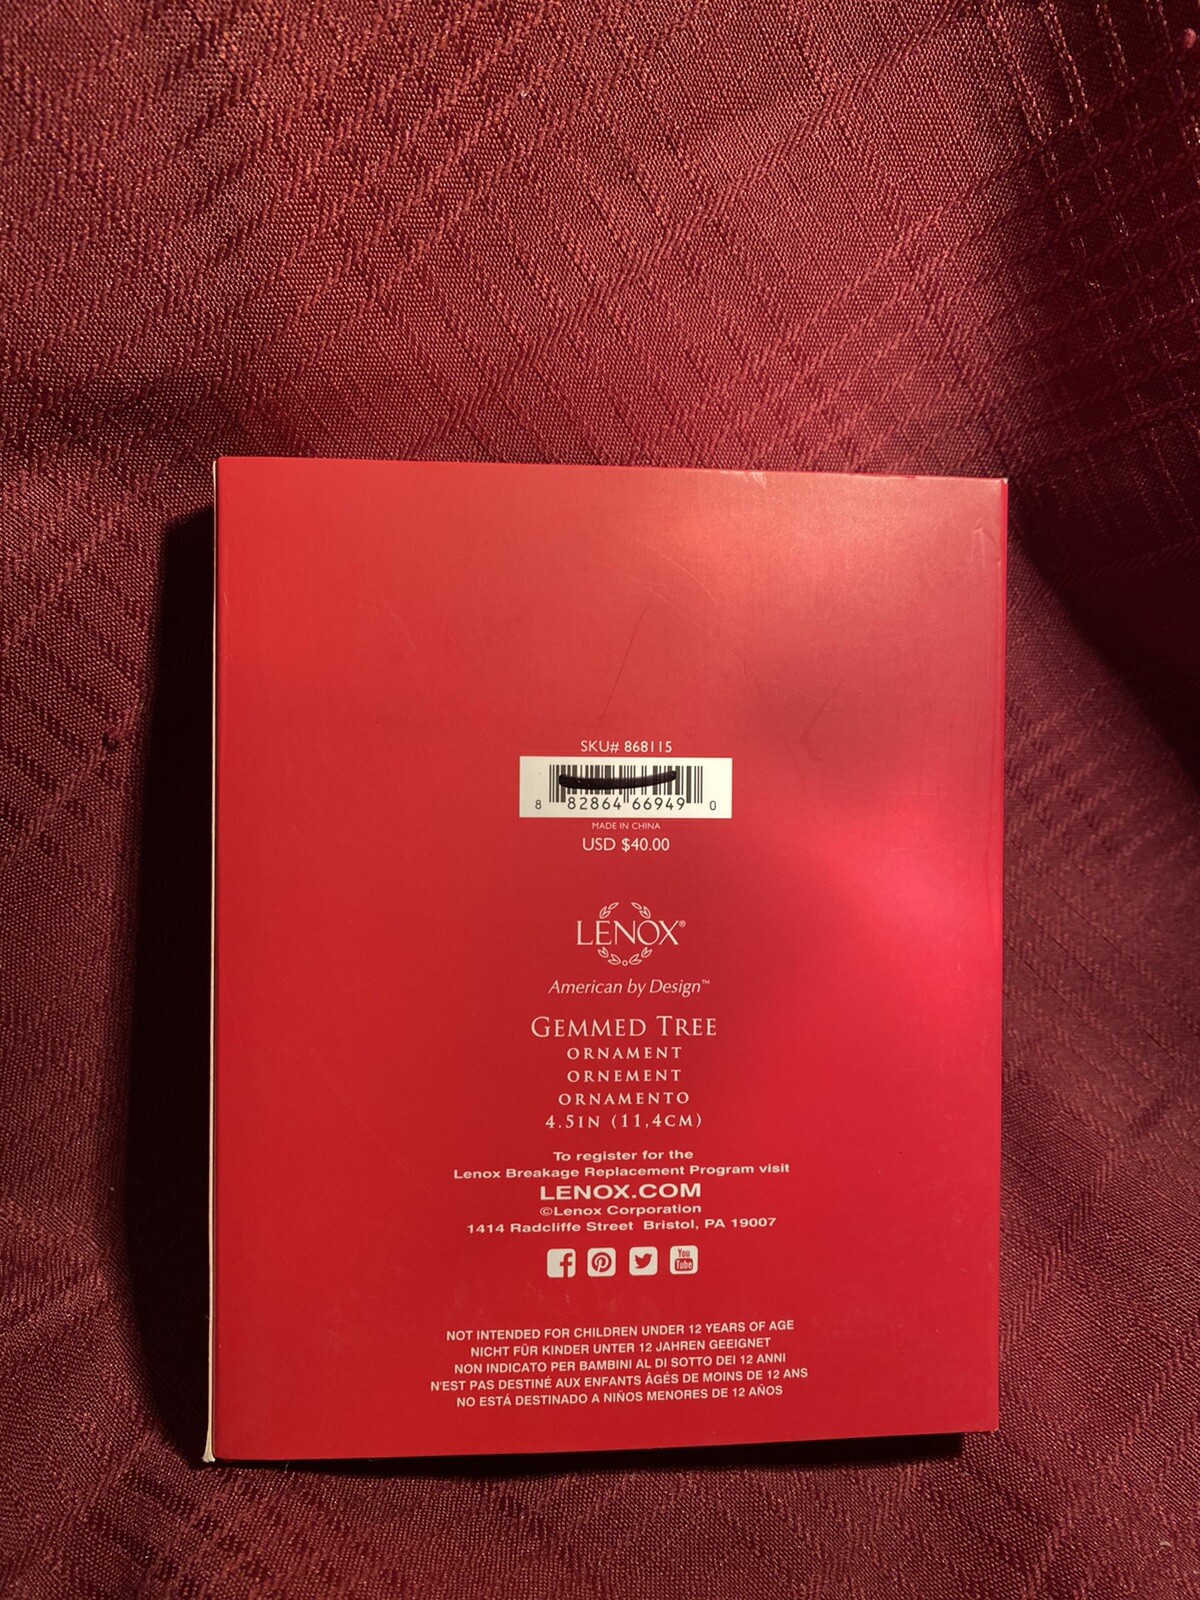 SKU# 868115
8 82864 66949 0
MADE IN CHINA
USD $40.00
LENOX®
American by Design™
GEMMED TREE
ORNAMENT
ORNEMENT
ORNAMENTO
4.5IN (11,4CM)
To register for the
Lenox Breakage Replacement Program visit
LENOX.COM
©Lenox Corporation
1414 Radcliffe Street Bristol, PA 19007
You Tube
NOT INTENDED FOR CHILDREN UNDER 12 YEARS OF AGE
NICHT FÜR KINDER UNTER 12 JAHREN GEEIGNET
NON INDICATO PER BAMBINI AL DI SOTTO DEI 12 ANNI
N'EST PAS DESTINÉ AUX ENFANTS ÂGÉS DE MOINS DE 12 ANS
NO ESTÁ DESTINADO A NIÑOS MENORES DE 12 AÑOS